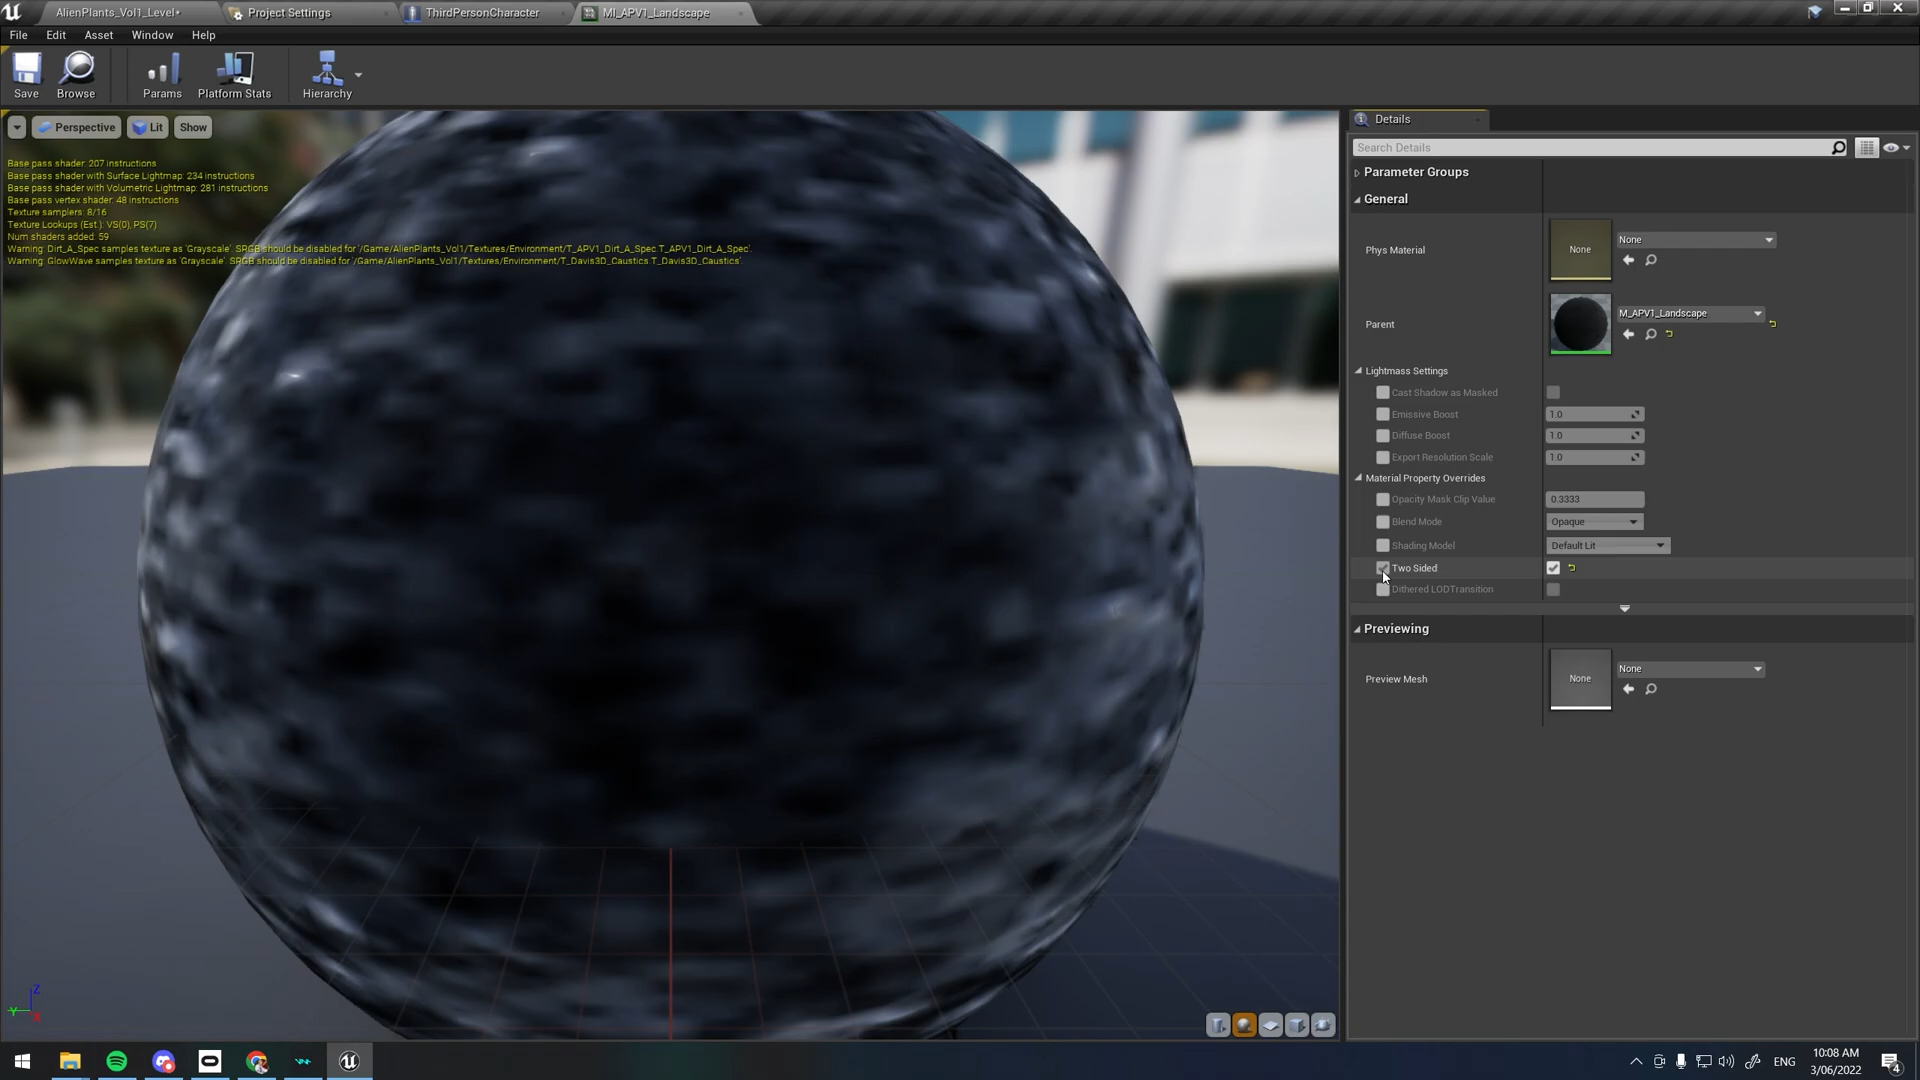 AlienPlants_Vol1_Level•
Project Settings
ThirdPersonCharacter
MI_APV1_Landscape
File Edit Asset Window Help
Save Browse Params Platform Stats Hierarchy
Perspective Lit Show
Base pass shader: 207 instructions
Base pass shader with Surface Lightmap: 234 instructions
Base pass shader with Volumetric Lightmap: 281 instructions
Base pass vertex shader: 48 instructions
Texture samplers: 8/16
Texture Lookups (Est.): VS(0), PS(7)
Num shaders added: 59
Warning: Dirt_A_Spec samples texture as 'Grayscale'. SRGB should be disabled for '/Game/AlienPlants_Vol1/Textures/Environment/T_APV1_Dirt_A_Spec.T_APV1_Dirt_A_Spec'.
Warning: GlowWave samples texture as 'Grayscale'. SRGB should be disabled for '/Game/AlienPlants_Vol1/Textures/Environment/T_Davis3D_Caustics.T_Davis3D_Caustics'.
Z
Y
X
Details
Search Details
Parameter Groups
General
Phys Material None None
Parent M_APV1_Landscape
Lightmass Settings
Cast Shadow as Masked
Emissive Boost 1.0
Diffuse Boost 1.0
Export Resolution Scale 1.0
Material Property Overrides
Opacity Mask Clip Value 0.3333
Blend Mode Opaque
Shading Model Default Lit
Two Sided
Dithered LODTransition
Previewing
Preview Mesh None None
ENG
10:08 AM
3/06/2022
4